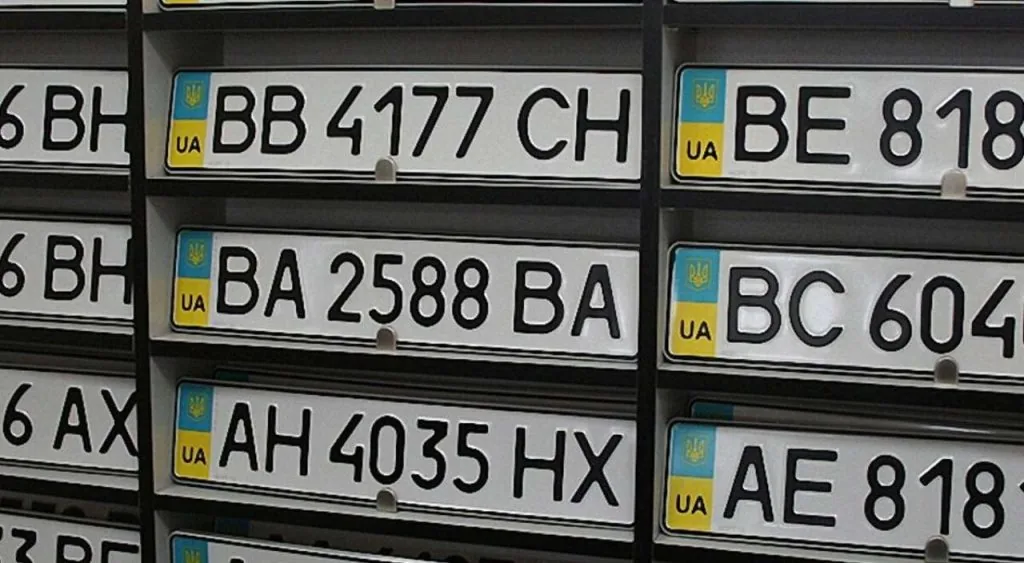 6 BH
UA BB 4177 CH
UA BE 818
6 BH
UA BA 2588 BA
UA BC 604
6 AX
UA AH 4035 HX
UA AE 818